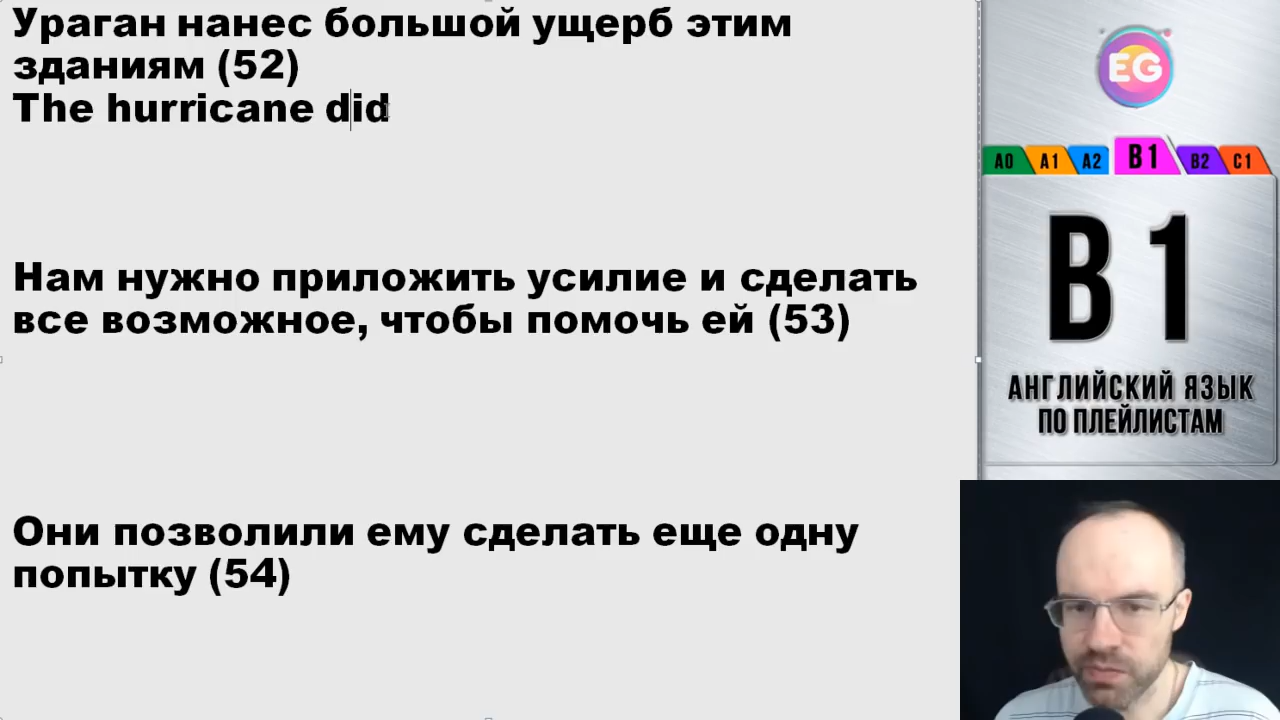 Ураган нанес большой ущерб этим
зданиям (52)
The hurricane did
Нам нужно приложить усилие и сделать
все возможное, чтобы помочь ей (53)
Они позволили ему сделать еще одну
попытку (54)
EG
A0 A1 A2 B1 B2 C1
B1
АНГЛИЙСКИЙ ЯЗЫК
ПО ПЛЕЙЛИСТАМ